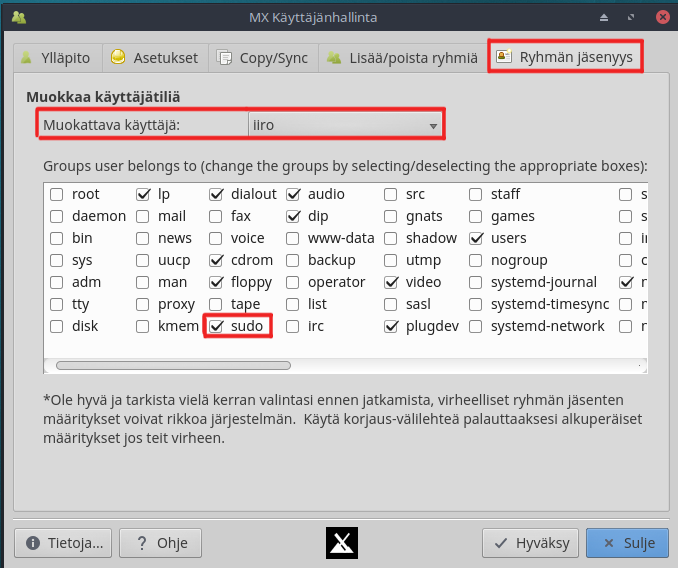 MX Käyttäjänhallinta
Ylläpito Asetukset Copy/Sync Lisää/poista ryhmiä Ryhmän jäsenyys
Muokkaa käyttäjätiliä
Muokattava käyttäjä: iiro
Groups user belongs to (change the groups by selecting/deselecting the appropriate boxes):
root lp dialout audio src staff s
daemon mail fax dip gnats games s
bin news voice www-data shadow users
sys uucp cdrom backup utmp nogroup
adm man floppy operator video systemd-journal
tty proxy tape list sasl systemd-timesync
disk kmem sudo irc plugdev systemd-network
*Ole hyvä ja tarkista vielä kerran valintasi ennen jatkamista, virheelliset ryhmän jäsenten
määritykset voivat rikkoa järjestelmän. Käytä korjaus-välilehteä palauttaaksesi alkuperäiset
määritykset jos teit virheen.
Tietoja... Ohje Hyväksy Sulje